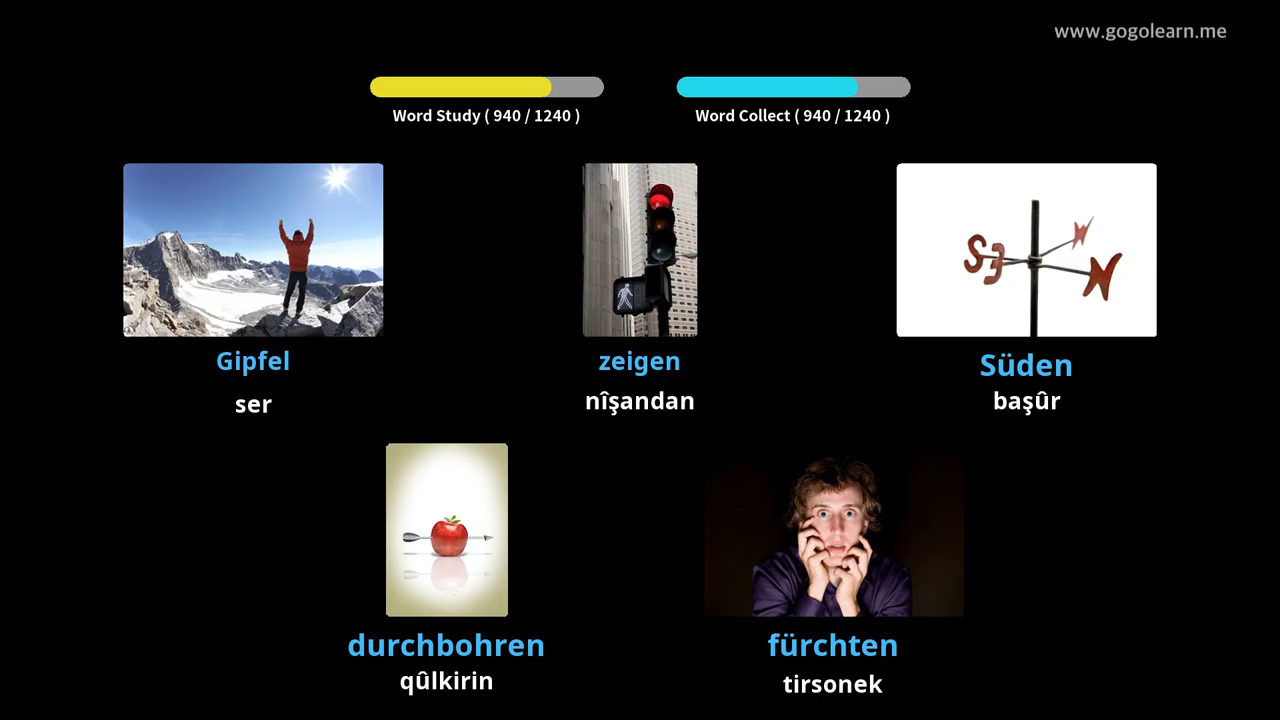 www.gogolearn.me
Word Study ( 940 / 1240 )
Word Collect ( 940 / 1240 )
S
E
N
Gipfel
zeigen
Süden
ser
nîşandan
başûr
durchbohren
fürchten
qûlkirin
tirsonek